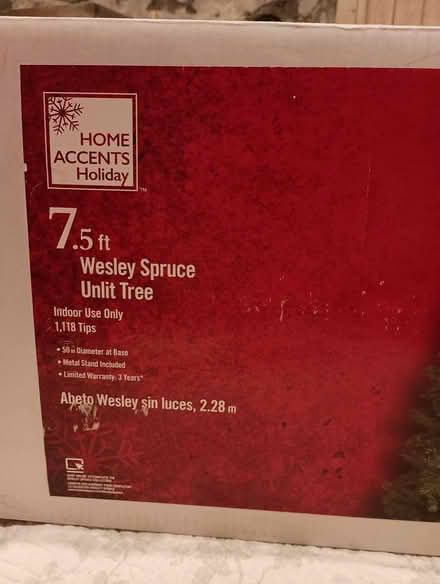 HOME
ACCENTS
Holiday
TM
7.5 ft
Wesley Spruce
Unlit Tree
Indoor Use Only
1,118 Tips
• 50 in Diameter at Base
• Metal Stand Included
• Limited Warranty: 3 Years*
Abeto Wesley sin luces, 2.28 m